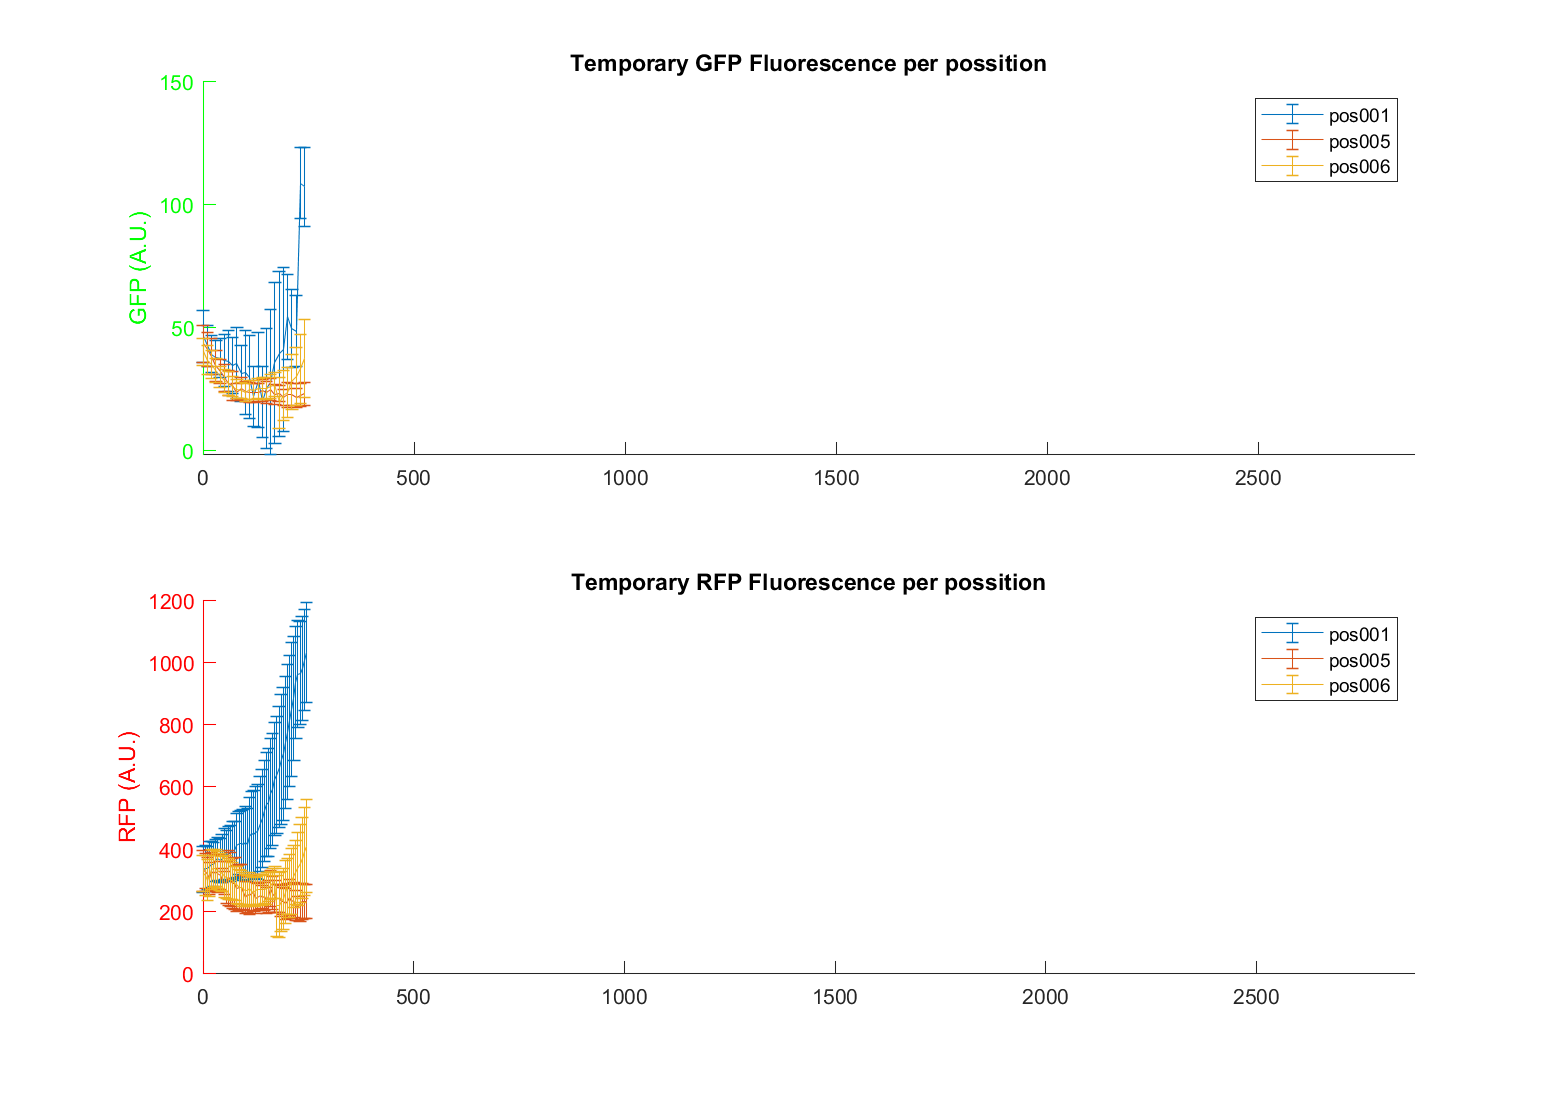 Temporary GFP Fluorescence per possition
GFP (A.U.)
150
100
50
0
0 500 1000 1500 2000 2500
pos001
pos005
pos006
Temporary RFP Fluorescence per possition
RFP (A.U.)
1200
1000
800
600
400
200
0
0 500 1000 1500 2000 2500
pos001
pos005
pos006